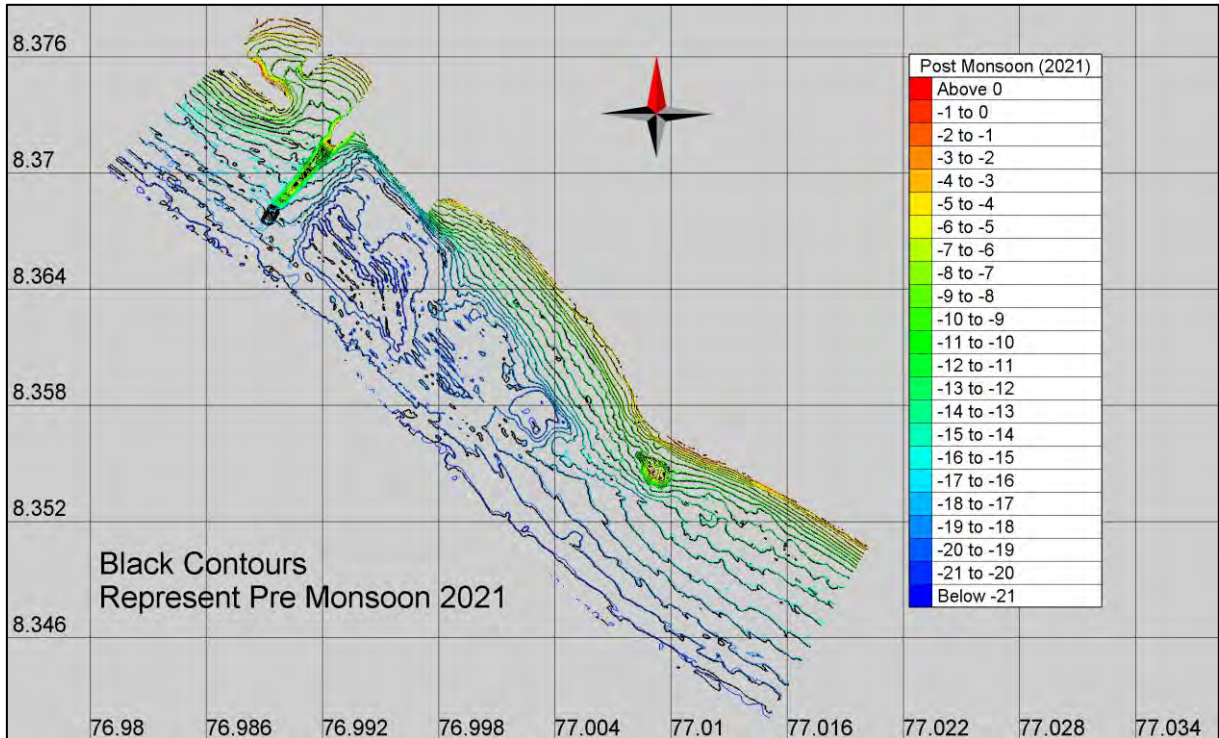 8.376
8.37
8.364
8.358
8.352
8.346
Black Contours
Represent Pre Monsoon 2021
76.98
76.986
76.992
76.998
77.004
77.01
77.016
77.022
77.028
77.034
Post Monsoon (2021)
Above 0
-1 to 0
-2 to -1
-3 to -2
-4 to -3
-5 to -4
-6 to -5
-7 to -6
-8 to -7
-9 to -8
-10 to -9
-11 to -10
-12 to -11
-13 to -12
-14 to -13
-15 to -14
-16 to -15
-17 to -16
-18 to -17
-19 to -18
-20 to -19
-21 to -20
Below -21